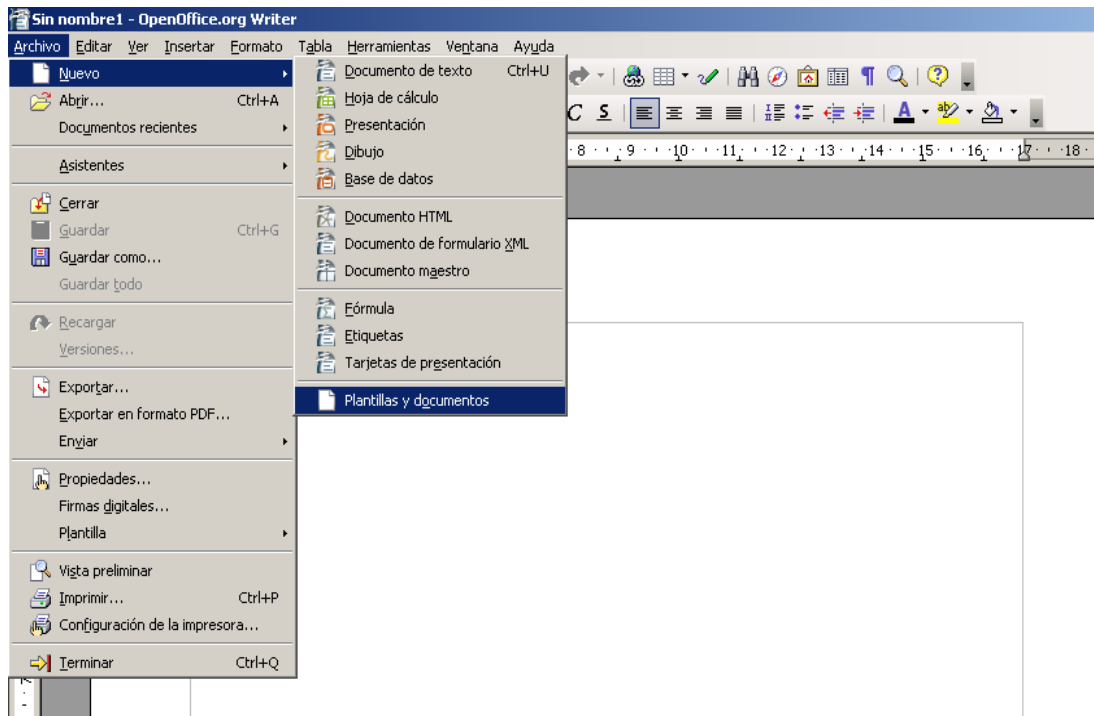 Sin nombre1 - OpenOffice.org Writer
Archivo Editar Ver Insertar Formato Tabla Herramientas Ventana Ayuda
Nuevo
Abrir... Ctrl+A
Documentos recientes
Asistentes
Cerrar
Guardar Ctrl+G
Guardar como...
Guardar todo
Recargar
Versiones...
Exportar...
Exportar en formato PDF...
Enviar
Propiedades...
Firmas digitales...
Plantilla
Vista preliminar
Imprimir... Ctrl+P
Configuración de la impresora...
Terminar Ctrl+Q
Documento de texto Ctrl+U
Hoja de cálculo
Presentación
Dibujo
Base de datos
Documento HTML
Documento de formulario XML
Documento maestro
Fórmula
Etiquetas
Tarjetas de presentación
Plantillas y documentos
C S A
8 9 10 11 12 13 14 15 16 17 18
7